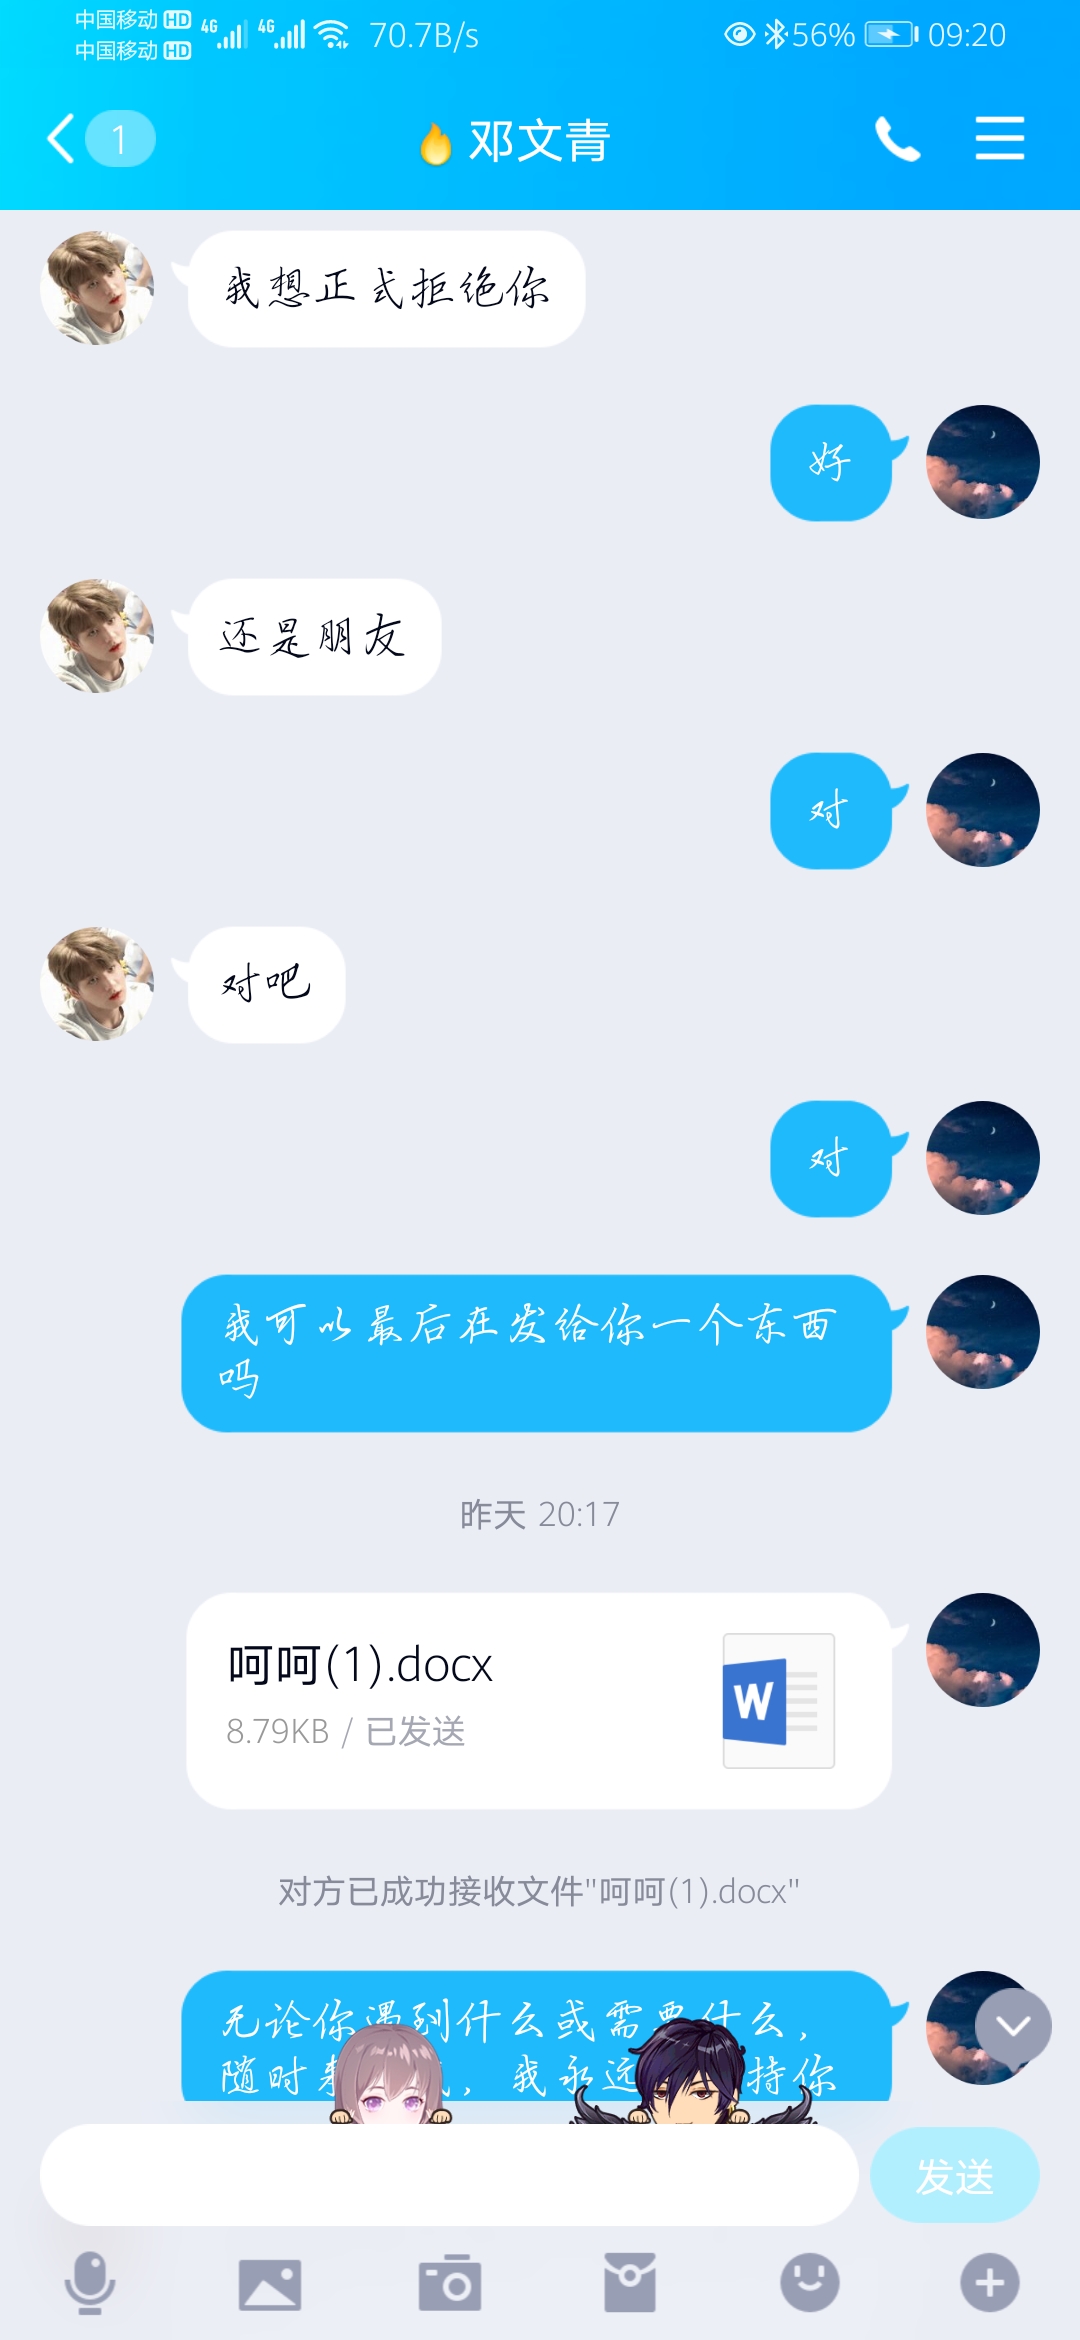 中国移动 HD 4G 4G 70.7B/s 56% 09:20
中国移动 HD
1 邓文青
我想正式拒绝你
好
还是朋友
对
对吧
对
我可以最后在发给你一个东西
吗
昨天 20:17
呵呵(1).docx
8.79KB / 已发送
W
对方已成功接收文件"呵呵(1).docx"
无论你遇到什么或需要什么，
随时，我永远持你
发送